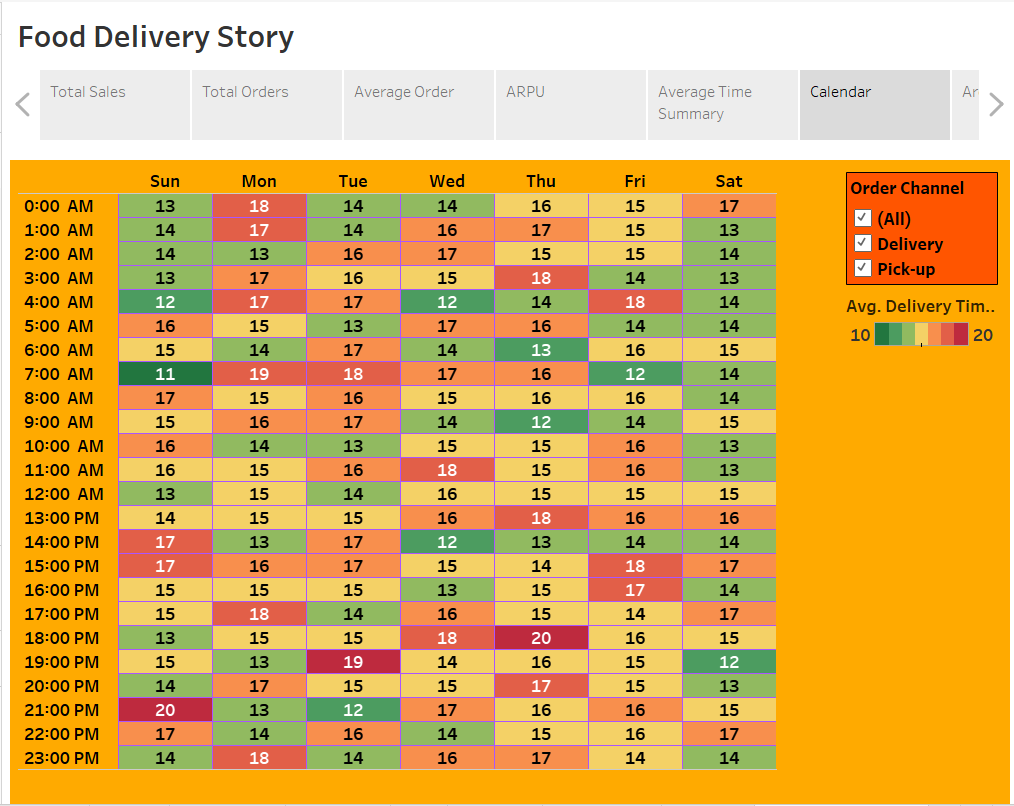 Food Delivery Story
Total Sales Total Orders Average Order ARPU Average Time Summary Calendar Ar
Sun Mon Tue Wed Thu Fri Sat
0:00 AM 13 18 14 14 16 15 17
1:00 AM 14 17 14 16 17 15 13
2:00 AM 14 13 16 17 15 15 14
3:00 AM 13 17 16 15 18 14 13
4:00 AM 12 17 17 12 14 18 14
5:00 AM 16 15 13 17 16 14 14
6:00 AM 15 14 17 14 13 16 15
7:00 AM 11 19 18 17 16 12 14
8:00 AM 17 15 16 15 16 16 14
9:00 AM 15 16 17 14 12 14 15
10:00 AM 16 14 13 15 15 16 13
11:00 AM 16 15 16 18 15 16 13
12:00 AM 13 15 14 16 15 15 15
13:00 PM 14 15 15 16 18 16 16
14:00 PM 17 13 17 12 13 14 14
15:00 PM 17 16 17 15 14 18 17
16:00 PM 15 15 15 13 15 17 14
17:00 PM 15 18 14 16 15 14 17
18:00 PM 13 15 15 18 20 16 15
19:00 PM 15 13 19 14 16 15 12
20:00 PM 14 17 15 15 17 15 13
21:00 PM 20 13 12 17 16 16 15
22:00 PM 17 14 16 14 15 16 17
23:00 PM 14 18 14 16 17 14 14
Order Channel
(All)
Delivery
Pick-up
Avg. Delivery Tim..
10 20